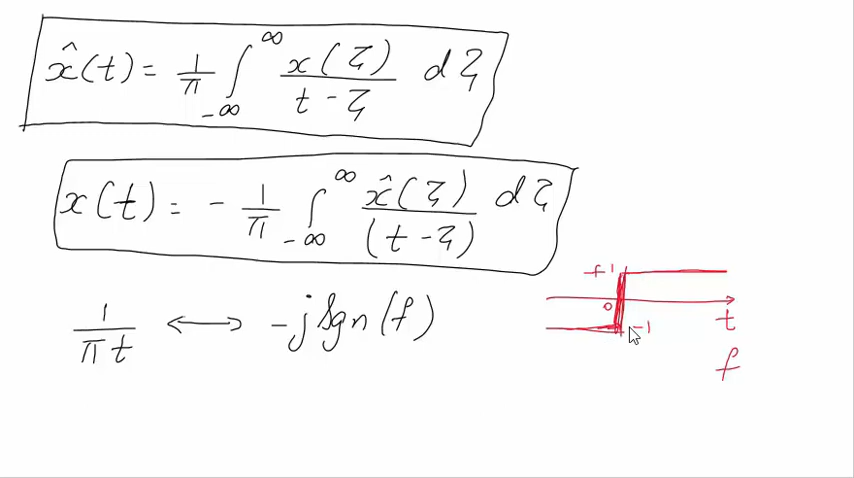 x̂(t) = 1/π ∫_{-∞}^{∞} x(τ)/(t-τ) dτ
x(t) = - 1/π ∫_{-∞}^{∞} x̂(τ)/(t-τ) dτ
1/πt ⟷ -j Sgn(f)
+1
0
-1
t
f